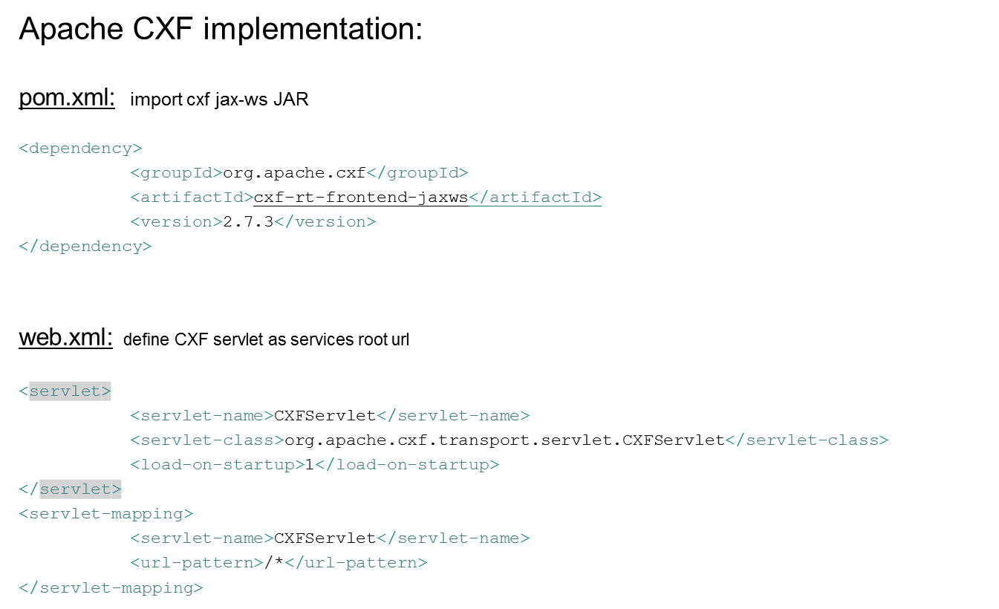 Apache CXF implementation:
pom.xml: import cxf jax-ws JAR
<dependency>
<groupId>org.apache.cxf</groupId>
<artifactId>cxf-rt-frontend-jaxws</artifactId>
<version>2.7.3</version>
</dependency>
web.xml: define CXF servlet as services root url
<servlet>
<servlet-name>CXFServlet</servlet-name>
<servlet-class>org.apache.cxf.transport.servlet.CXFServlet</servlet-class>
<load-on-startup>1</load-on-startup>
</servlet>
<servlet-mapping>
<servlet-name>CXFServlet</servlet-name>
<url-pattern>/*</url-pattern>
</servlet-mapping>